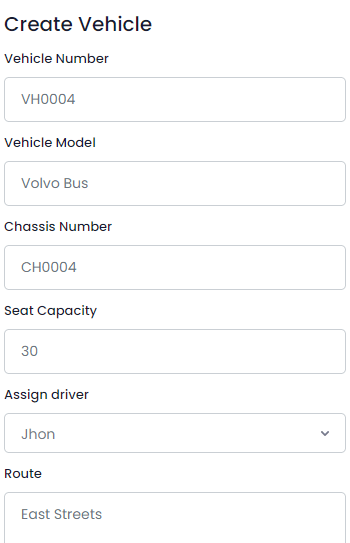 Create Vehicle
Vehicle Number
VH0004
Vehicle Model
Volvo Bus
Chassis Number
CH0004
Seat Capacity
30
Assign driver
Jhon
Route
East Streets